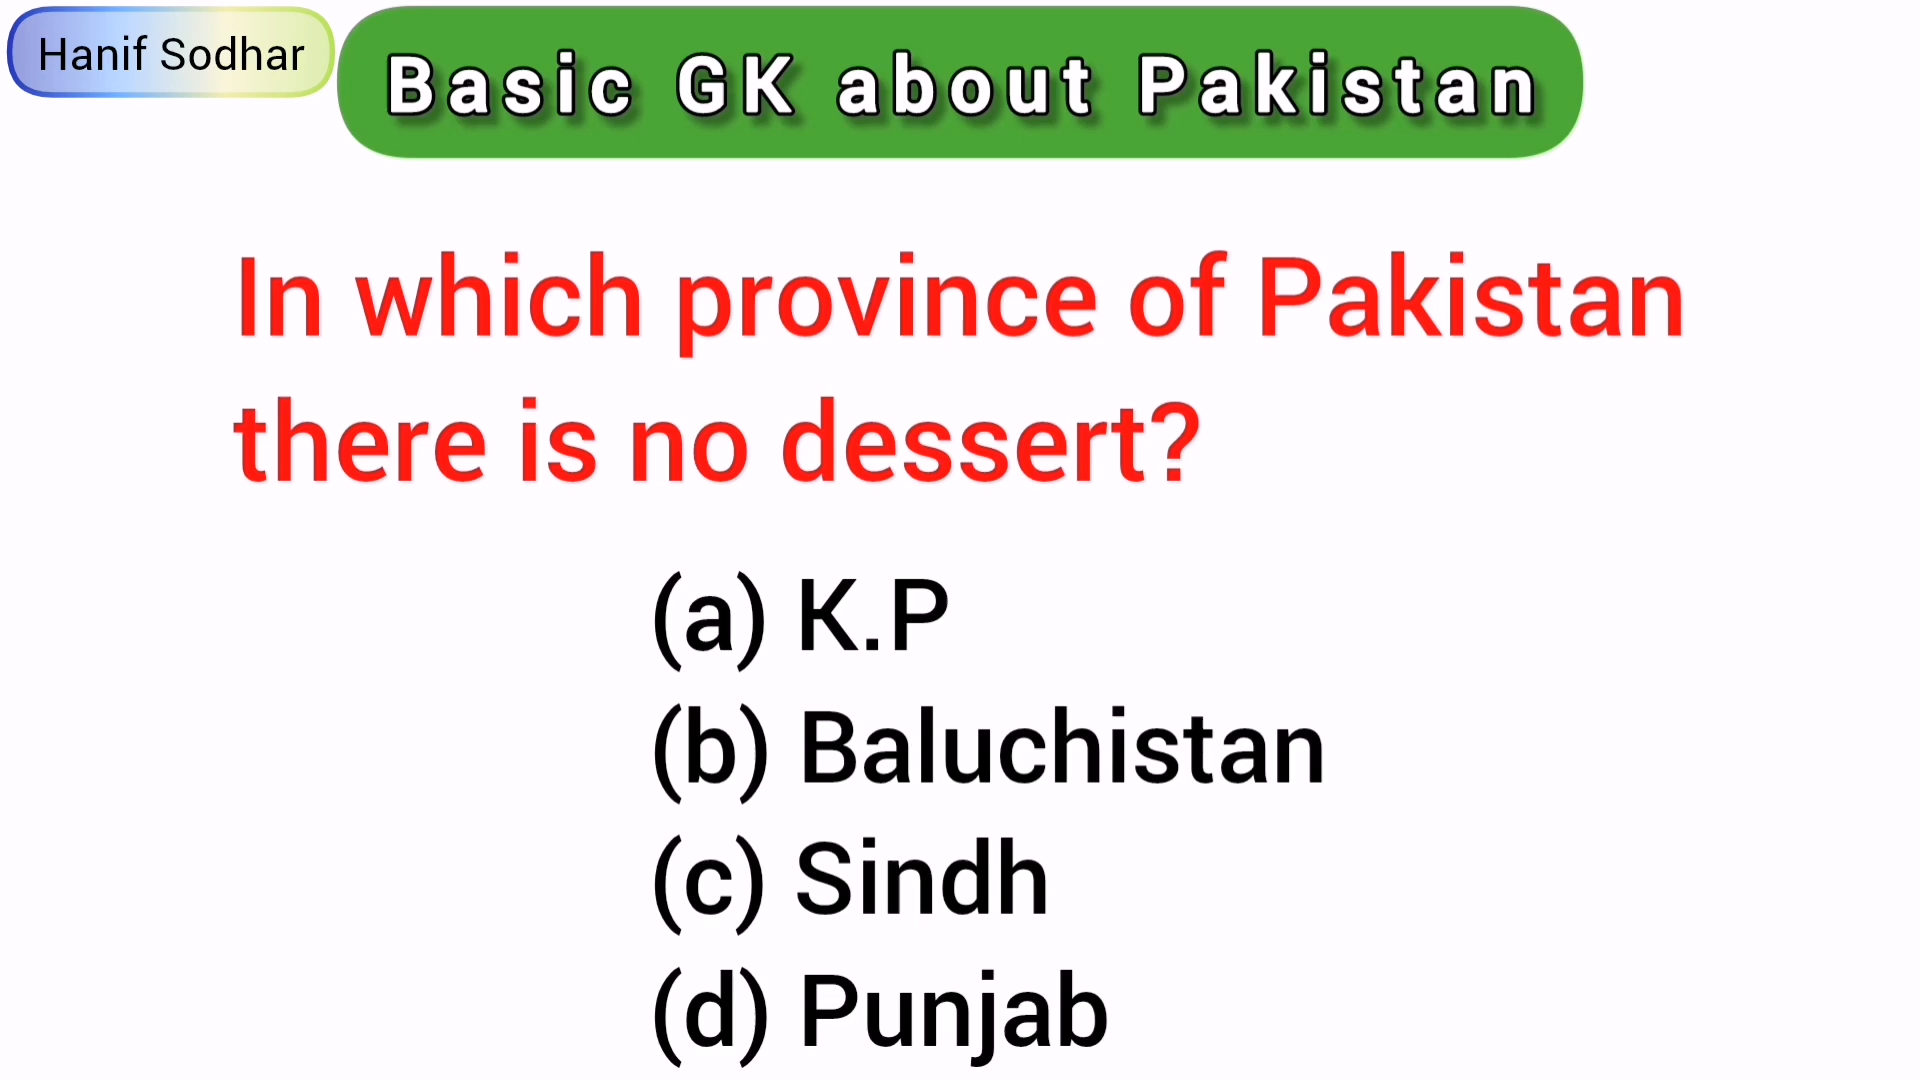 Hanif Sodhar
Basic GK about Pakistan
In which province of Pakistan
there is no dessert?
(a) K.P
(b) Baluchistan
(c) Sindh
(d) Punjab